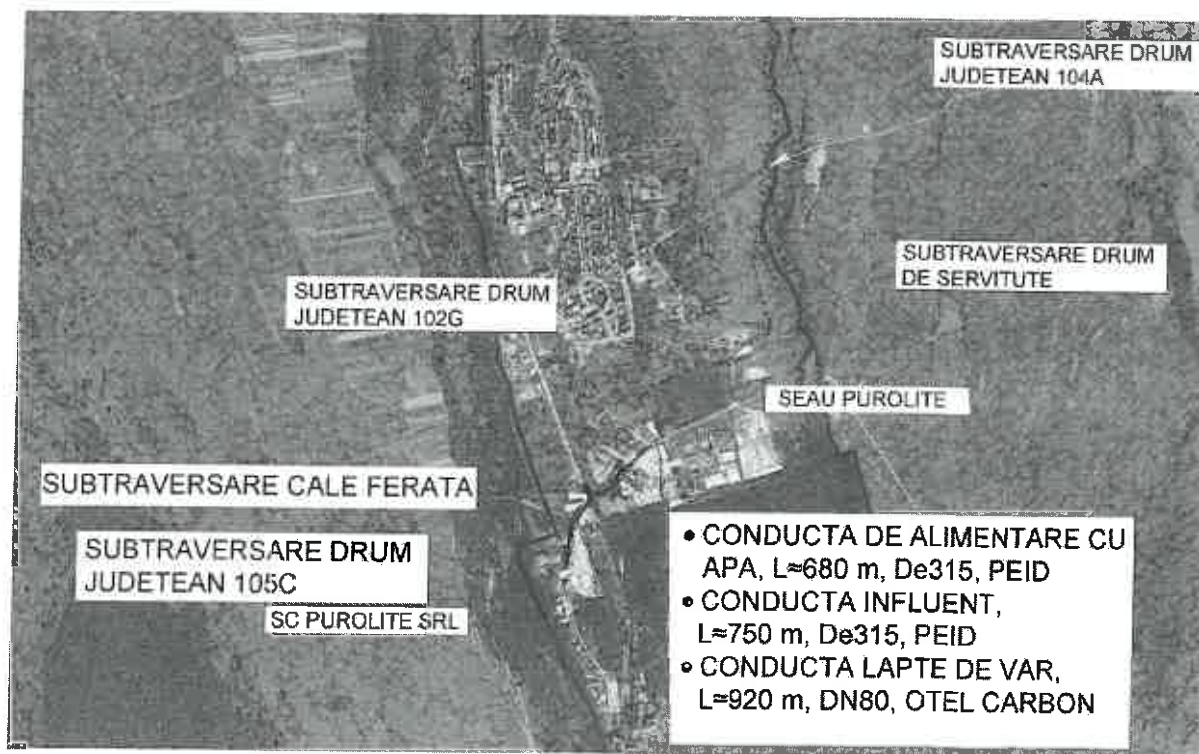 SUBTRAVERSARE DRUM
JUDETEAN 104A
SUBTRAVERSARE DRUM
DE SERVITUTE
SUBTRAVERSARE DRUM
JUDETEAN 102G
SEAU PUROLITE
SUBTRAVERSARE CALE FERATA
SUBTRAVERSARE DRUM
JUDETEAN 105C
SC PUROLITE SRL
• CONDUCTA DE ALIMENTARE CU
APA, L≈680 m, De315, PEID
• CONDUCTA INFLUENT,
L≈750 m, De315, PEID
• CONDUCTA LAPTE DE VAR,
L≈920 m, DN80, OTEL CARBON